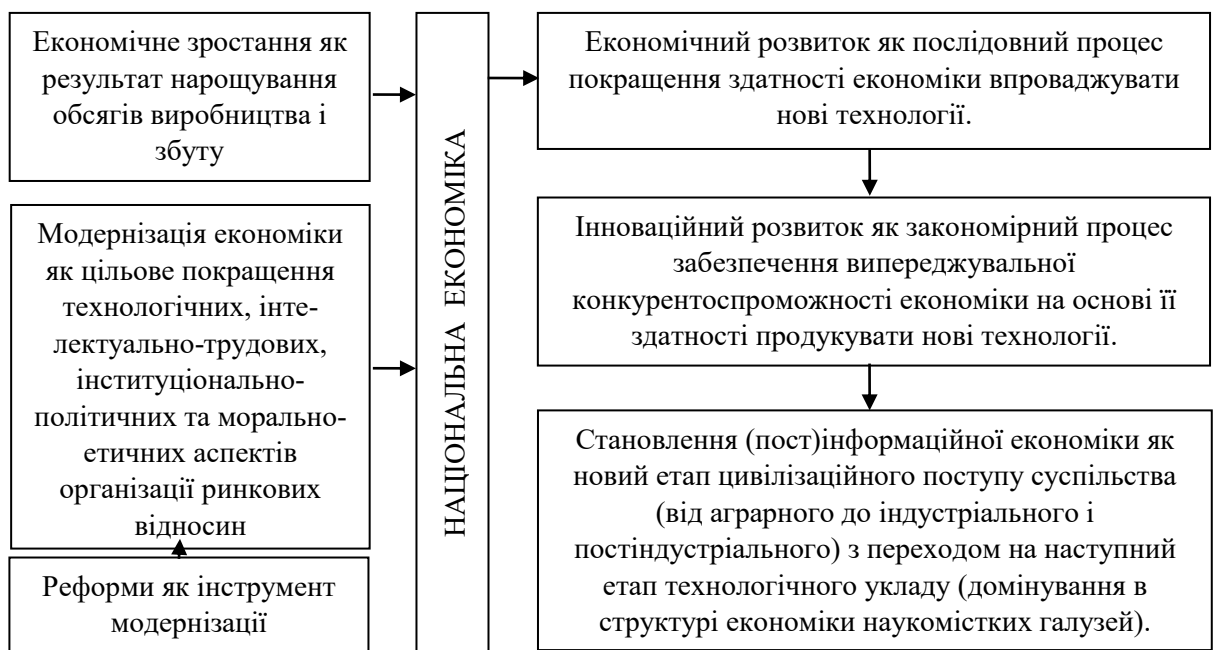 Економічне зростання як
результат нарощування
обсягів виробництва і
збуту
Модернізація економіки
як цільове покращення
технологічних, інте-
лектуально-трудових,
інституціонально-
політичних та морально-
етичних аспектів
організації ринкових
відносин
Реформи як інструмент
модернізації
НАЦІОНАЛЬНА ЕКОНОМІКА
Економічний розвиток як послідовний процес
покращення здатності економіки впроваджувати
нові технології.
Інноваційний розвиток як закономірний процес
забезпечення випереджувальної
конкурентоспроможності економіки на основі її
здатності продукувати нові технології.
Становлення (пост)інформаційної економіки як
новий етап цивілізаційного поступу суспільства
(від аграрного до індустріального і
постіндустріального) з переходом на наступний
етап технологічного укладу (домінування в
структурі економіки наукомістких галузей).